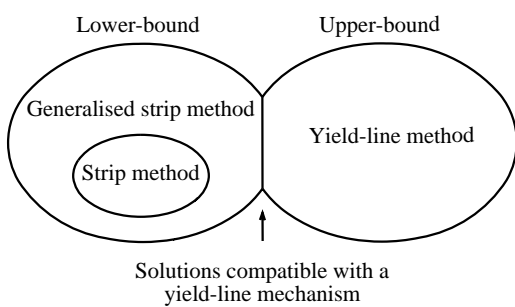 Lower-bound
Upper-bound
Generalised strip method
Yield-line method
Strip method
Solutions compatible with a
yield-line mechanism